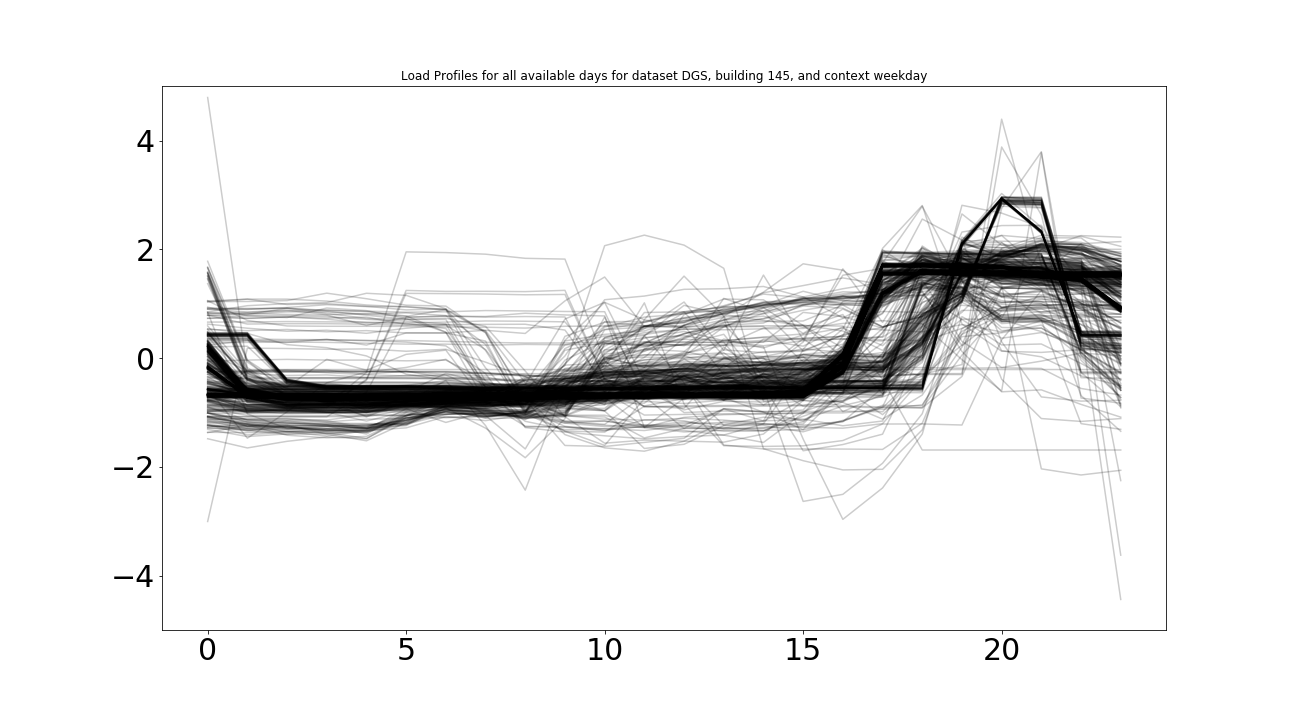 Load Profiles for all available days for dataset DGS, building 145, and context weekday
4
2
0
−2
−4
0 5 10 15 20